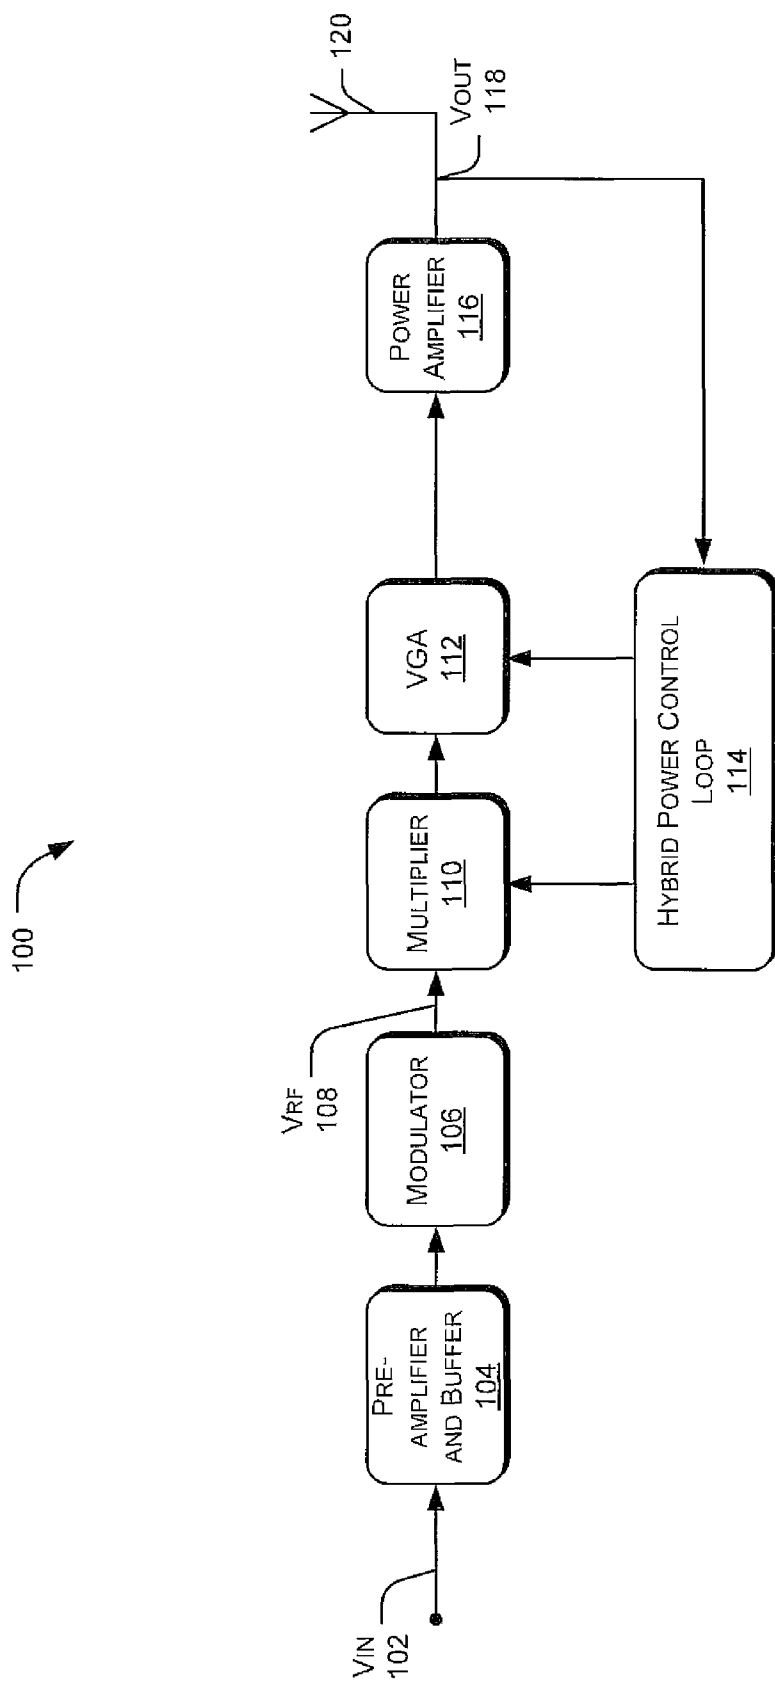 100
VIN
102
PRE-
AMPLIFIER
AND BUFFER
104
MODULATOR
106
VRF
108
MULTIPLIER
110
VGA
112
POWER
AMPLIFIER
116
VOUT
118
120
HYBRID POWER CONTROL
LOOP
114